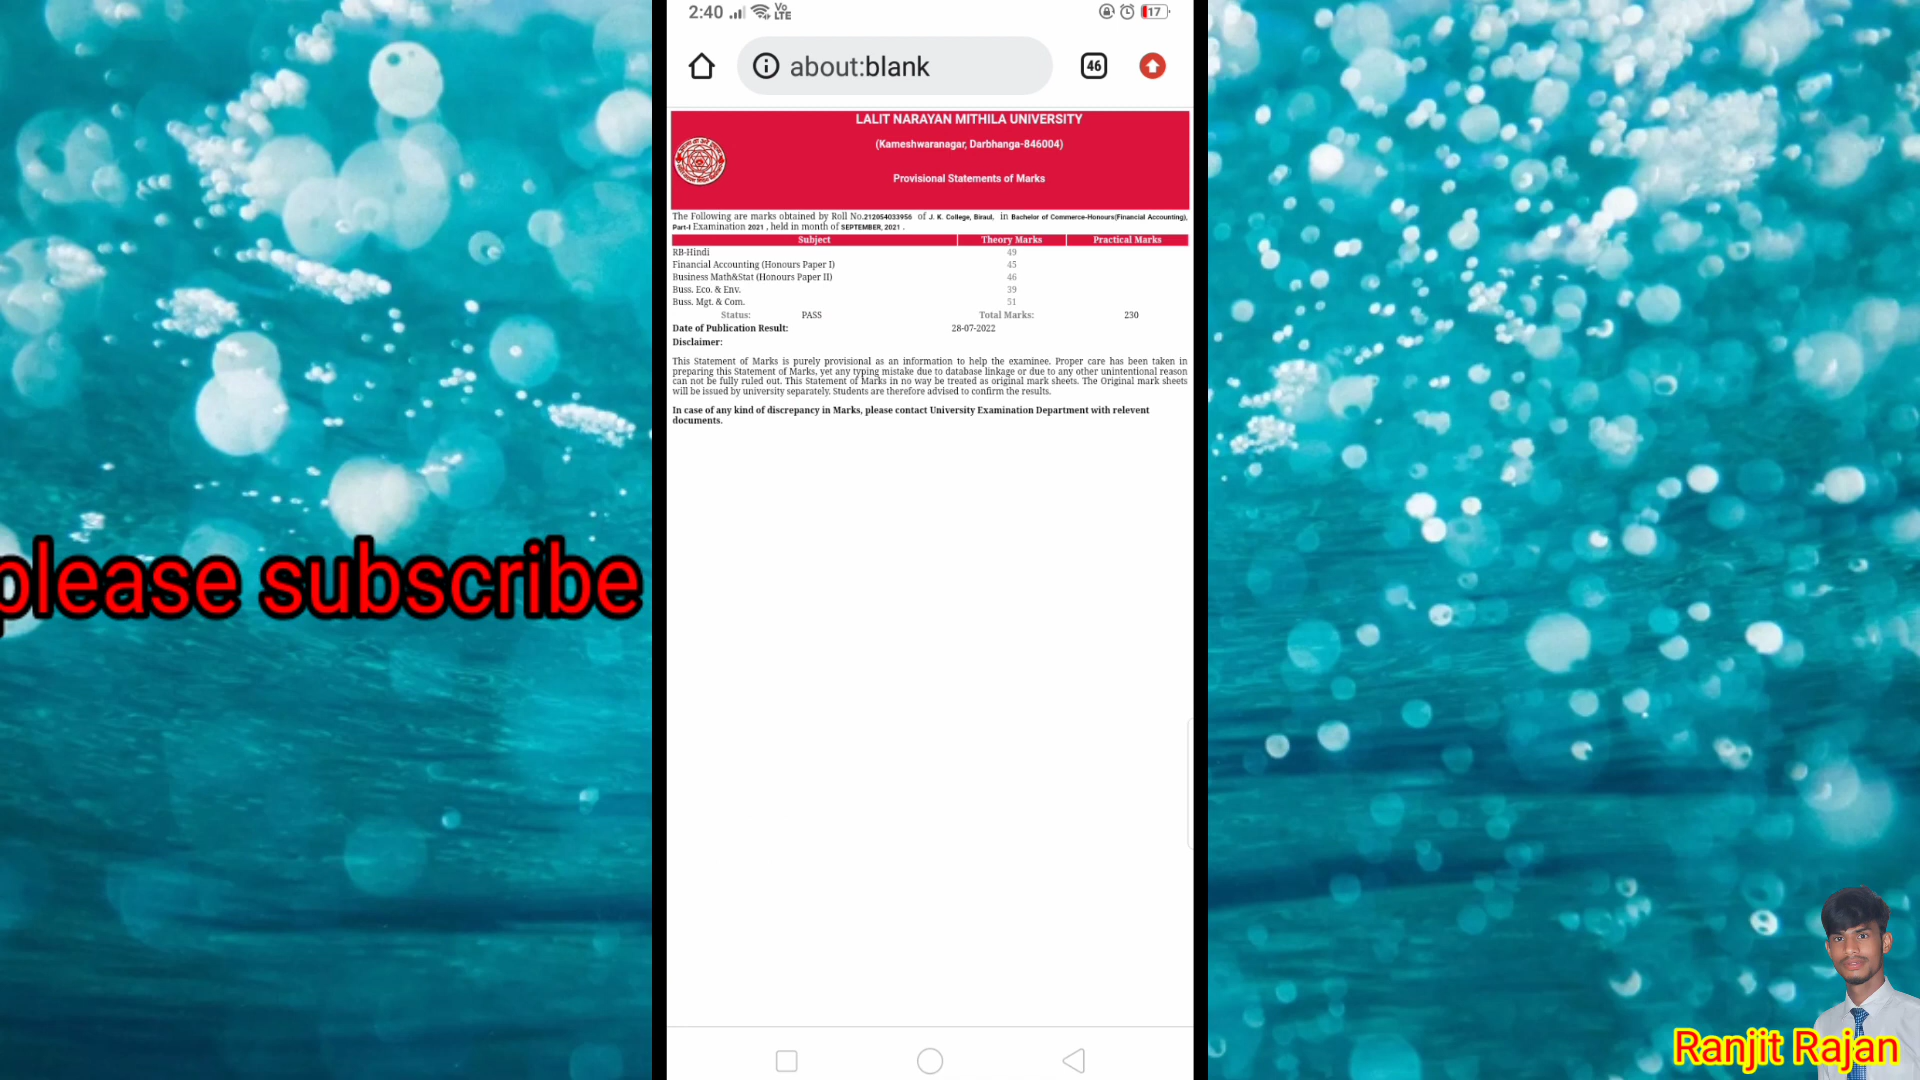 2:40 Vo LTE 17
about:blank 46
LALIT NARAYAN MITHILA UNIVERSITY
(Kameshwaranagar, Darbhanga-846004)
Provisional Statements of Marks
The Following are marks obtained by Roll No.212054033956 of J. K. College, Biraul, in Bachelor of Commerce-Honours(Financial Accounting),
Part-I Examination 2021 , held in month of SEPTEMBER, 2021 .
Subject Theory Marks Practical Marks
RB-Hindi 49
Financial Accounting (Honours Paper I) 45
Business Math&Stat (Honours Paper II) 46
Buss. Eco. & Env. 39
Buss. Mgt. & Com. 51
Status: PASS Total Marks: 230
Date of Publication Result: 28-07-2022
Disclaimer:
This Statement of Marks is purely provisional as an information to help the examinee. Proper care has been taken in
preparing this Statement of Marks, yet any typing mistake due to database linkage or due to any other unintentional reason
can not be fully ruled out. This Statement of Marks in no way be treated as original mark sheets. The Original mark sheets
will be issued by university separately. Students are therefore advised to confirm the results.
In case of any kind of discrepancy in Marks, please contact University Examination Department with relevent
documents.
please subscribe
Ranjit Rajan